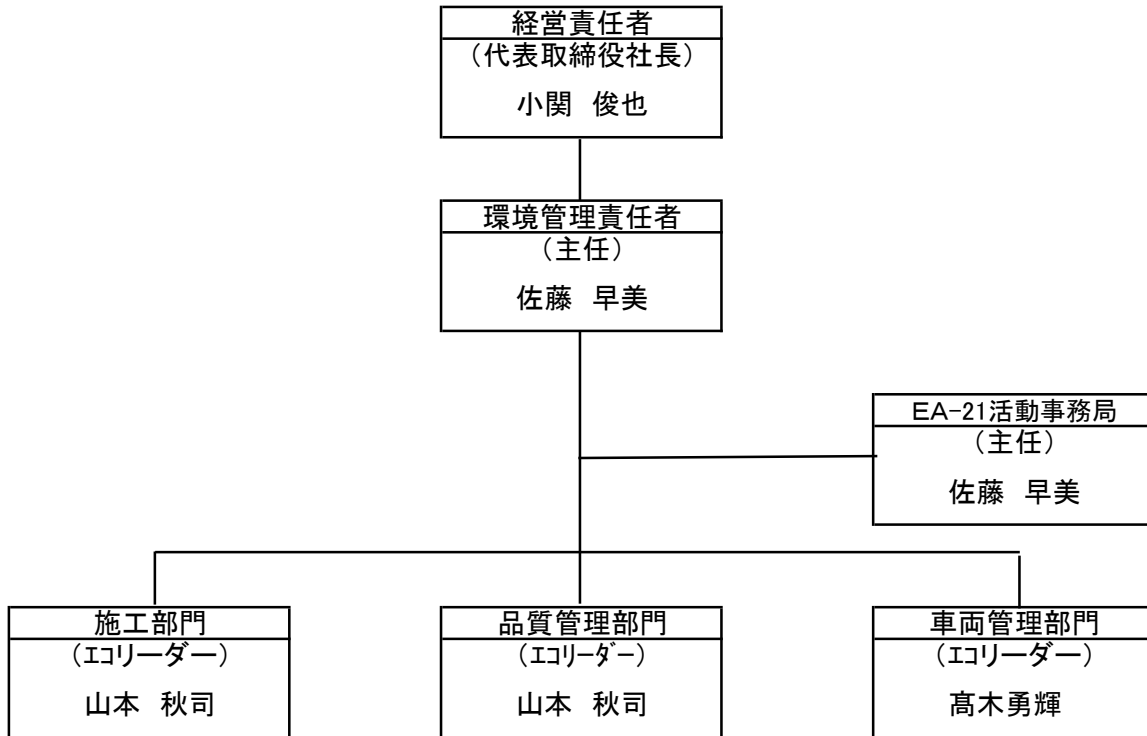 経営責任者
（代表取締役社長）
小関 俊也
環境管理責任者
（主任）
佐藤 早美
EA-21活動事務局
（主任）
佐藤 早美
施工部門
（ｴｺリーダー）
山本 秋司
品質管理部門
（ｴｺﾘｰﾀﾞｰ）
山本 秋司
車両管理部門
（ｴｺリーダー）
髙木勇輝